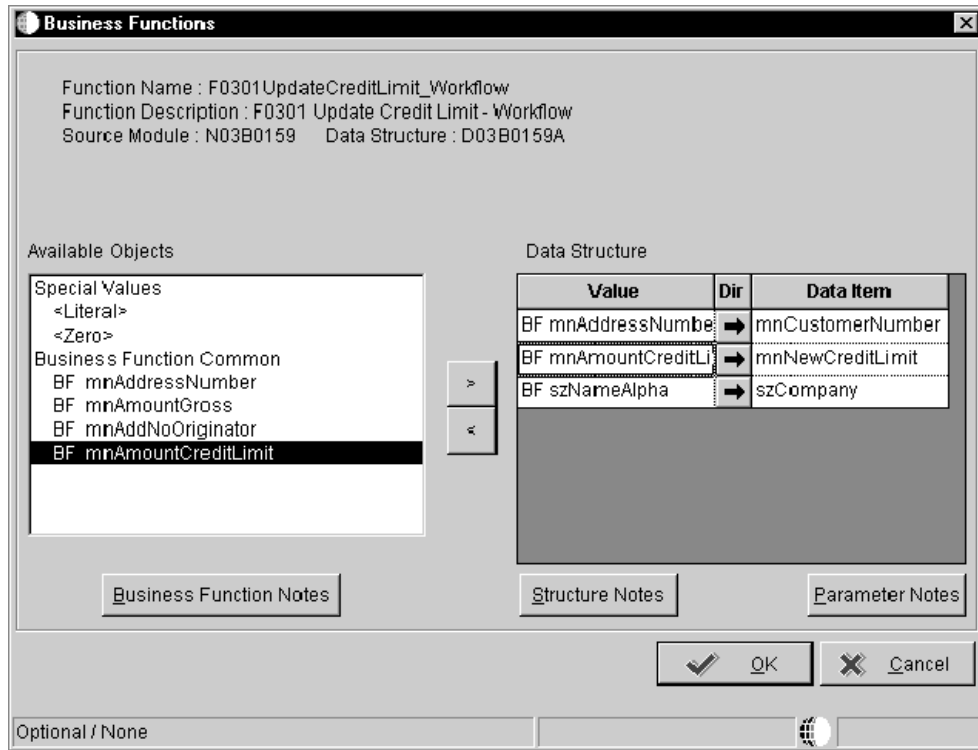 Business Functions
Function Name : F0301UpdateCreditLimit_Workflow
Function Description : F0301 Update Credit Limit - Workflow
Source Module : N03B0159 Data Structure : D03B0159A
Available Objects
Special Values
<Literal>
<Zero>
Business Function Common
BF mnAddressNumber
BF mnAmountGross
BF mnAddNoOriginator
BF mnAmountCreditLimit
>
<
Data Structure
Value Dir Data Item
BF mnAddressNumbe mnCustomerNumber
BF mnAmountCreditLi mnNewCreditLimit
BF szNameAlpha szCompany
Business Function Notes
Structure Notes
Parameter Notes
OK
Cancel
Optional / None